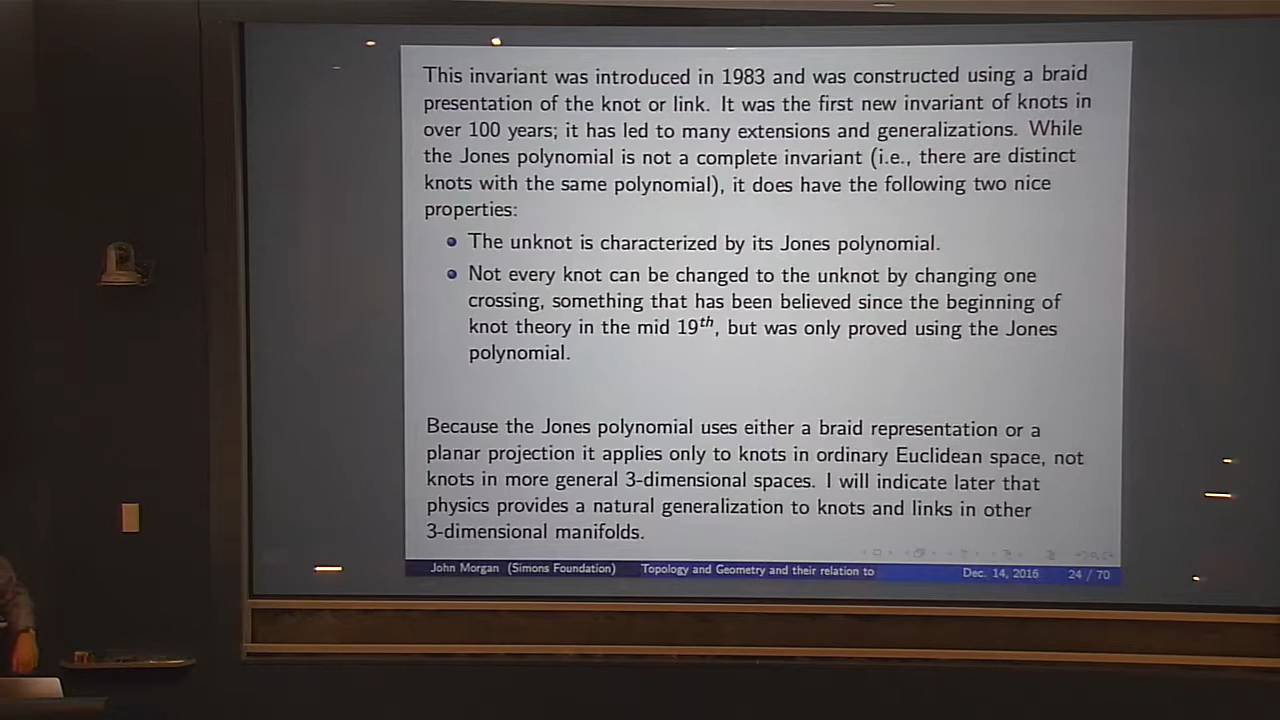 This invariant was introduced in 1983 and was constructed using a braid
presentation of the knot or link. It was the first new invariant of knots in
over 100 years; it has led to many extensions and generalizations. While
the Jones polynomial is not a complete invariant (i.e., there are distinct
knots with the same polynomial), it does have the following two nice
properties:
The unknot is characterized by its Jones polynomial.
Not every knot can be changed to the unknot by changing one
crossing, something that has been believed since the beginning of
knot theory in the mid 19th, but was only proved using the Jones
polynomial.
Because the Jones polynomial uses either a braid representation or a
planar projection it applies only to knots in ordinary Euclidean space, not
knots in more general 3-dimensional spaces. I will indicate later that
physics provides a natural generalization to knots and links in other
3-dimensional manifolds.
John Morgan (Simons Foundation) Topology and Geometry and their relation to Dec. 14, 2016 24 / 70